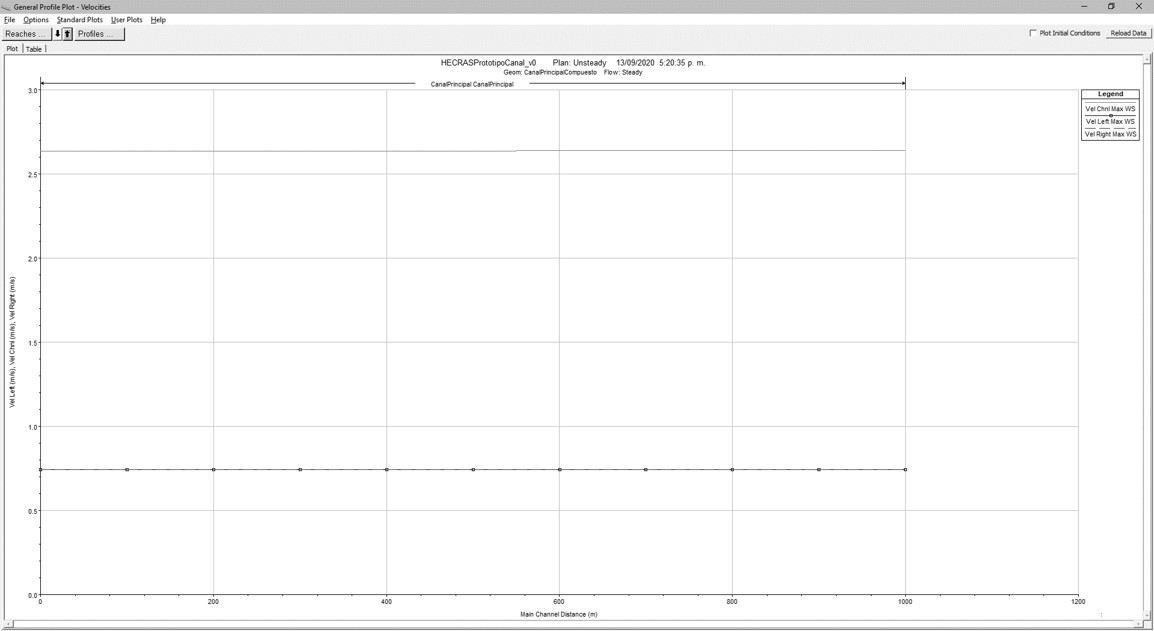 General Profile Plot - Velocities
File Options Standard Plots User Plots Help
Reaches ... Profiles ... Plot Initial Conditions Reload Data
Plot Table
HECRASPrototipoCanal_v0 Plan: Unsteady 13/09/2020 5:20:35 p. m.
Geom: CanalPrincipalCompuesto Flow: Steady
CanalPrincipal CanalPrincipal
Legend
Vel Chnl Max WS
Vel Left Max WS
Vel Right Max WS
3.0
2.5
2.0
1.5
1.0
0.5
0.0
Vel Left (m/s), Vel Chnl (m/s), Vel Right (m/s)
0 200 400 600 800 1000 1200
Main Channel Distance (m)